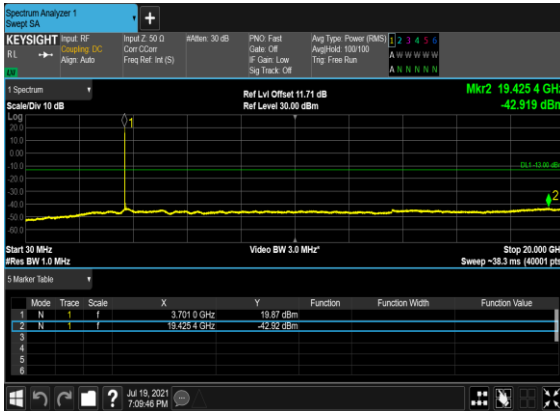 Spectrum Analyzer 1
Swept SA
+
KEYSIGHT Input: RF Input Z: 50 Ω #Atten: 30 dB PNO: Fast Avg Type: Power (RMS) 1 2 3 4 5 6
RL Coupling: DC Corr CCorr Gate: Off Avg|Hold: 100/100 A W W W W W
Align: Auto Freq Ref: Int (S) IF Gain: Low Trig: Free Run
Sig Track: Off A N N N N N
1 Spectrum Ref Lvl Offset 11.71 dB Mkr2 19.425 4 GHz
Scale/Div 10 dB Ref Level 30.00 dBm -42.919 dBm
Log
20.0
10.0
0.00
-10.0
DL1 -13.00 dBm
-20.0
-30.0
-40.0
-50.0
-60.0
1
2
Start 30 MHz Video BW 3.0 MHz* Stop 20.000 GHz
#Res BW 1.0 MHz Sweep ~38.3 ms (40001 pts)
5 Marker Table
Mode Trace Scale X Y Function Function Width Function Value
1 N 1 f 3.701 0 GHz 19.87 dBm
2 N 1 f 19.425 4 GHz -42.92 dBm
3
4
5
6
? Jul 19, 2021
7:09:46 PM